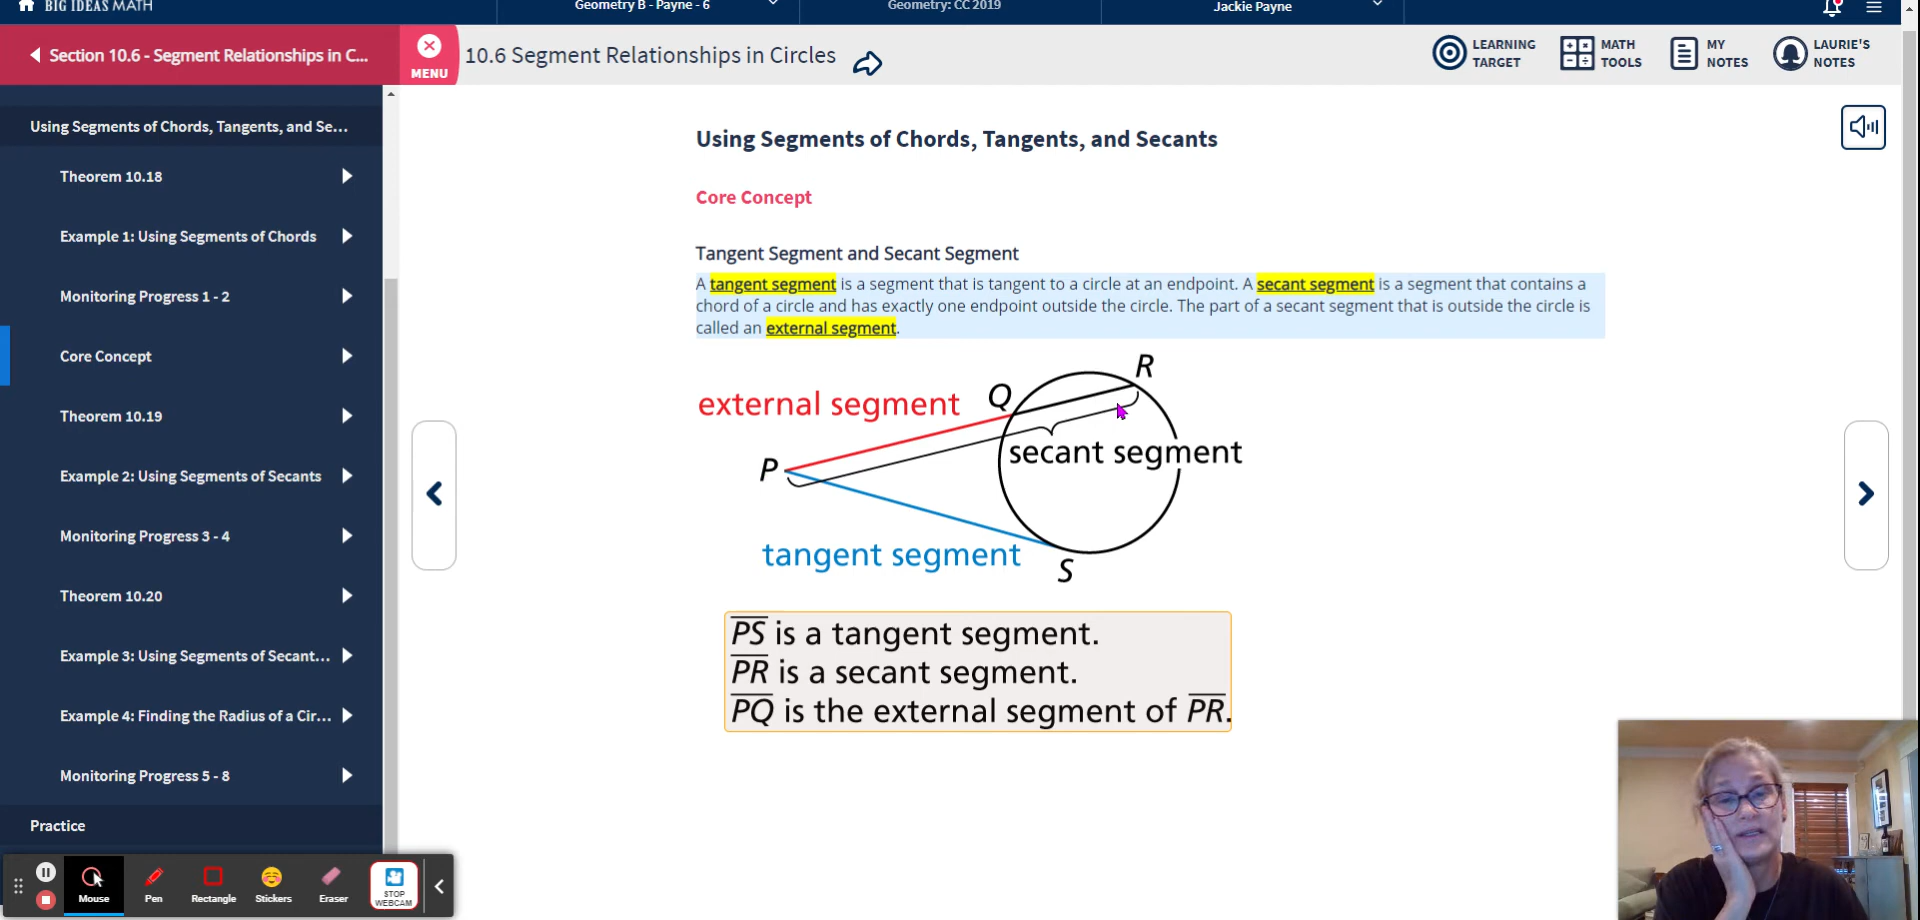 BIG IDEAS MATH
Geometry B - Payne - 6
Geometry: CC 2019
Jackie Payne
Section 10.6 - Segment Relationships in C...
MENU
10.6 Segment Relationships in Circles
LEARNING TARGET
MATH TOOLS
MY NOTES
LAURIE'S NOTES
Using Segments of Chords, Tangents, and Se...
Theorem 10.18
Example 1: Using Segments of Chords
Monitoring Progress 1 - 2
Core Concept
Theorem 10.19
Example 2: Using Segments of Secants
Monitoring Progress 3 - 4
Theorem 10.20
Example 3: Using Segments of Secant...
Example 4: Finding the Radius of a Cir...
Monitoring Progress 5 - 8
Practice
Using Segments of Chords, Tangents, and Secants
Core Concept
Tangent Segment and Secant Segment
A tangent segment is a segment that is tangent to a circle at an endpoint. A secant segment is a segment that contains a
chord of a circle and has exactly one endpoint outside the circle. The part of a secant segment that is outside the circle is
called an external segment.
R
Q
external segment
secant segment
P
tangent segment
S
PS is a tangent segment.
PR is a secant segment.
PQ is the external segment of PR.
Mouse
Pen
Rectangle
Stickers
Eraser
STOP WEBCAM